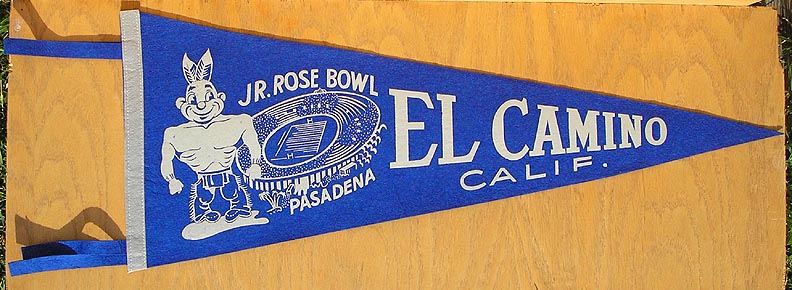 JR. ROSE BOWL
PASADENA
EL CAMINO
CALIF.